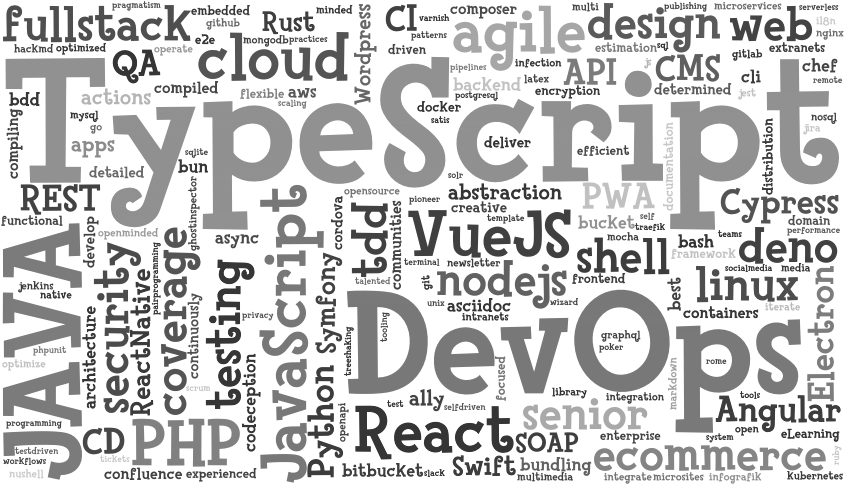 pragmatism
fullstack
embedded
github
Rust
minded
Wordpress
CI
varnish
composer
multi
publishing
microservices
serverless
design
web
il8n
nginx
hackmd
optimized
operate
e2e
mongodb
practices
patterns
agile
estimation
sql
gitlab
extranets
QA
cloud
driven
pipelines
infection
API
js
CMS
cli
chef
remote
TypeScript
bdd
actions
compiled
flexible
aws
scaling
backend
latex
encryption
determined
jest
postgresql
docker
satis
nosql
jira
compiling
mysql
go
apps
sqlite
deliver
efficient
documentation
distribution
detailed
bun
solr
REST
ghostinspector
opensource
pioneer
abstraction
creative
template
PWA
bucket
self
traefik
Cypress
domain
performance
functional
develop
openminded
async
cordova
tdd
communities
VueJS
mocha
shell
bash
teams
deno
framework
JAVA
security
pairprogramming
coverage
JavaScript
talented
terminal
newsletter
git
nodejs
frontend
socialmedia
media
jenkins
native
ReactNative
continuously
testing
Symfony
unix
asciidoc
wizard
intranets
best
linux
containers
iterate
Electron
architecture
privacy
treeshaking
tooling
DevOps
graphql
poker
rome
phpunit
optimize
scrum
codeception
Python
focused
markdown
library
integration
tools
test
ally
selfdriven
openapi
programming
CD
PHP
React
senior
SOAP
enterprise
system
open
Angular
eLearning
testdriven
workflows
tickets
nushell
confluence
experienced
bitbucket
slack
Swift
bundling
multimedia
ecommerce
integrate
microsites
infografik
Kubernetes
ruby